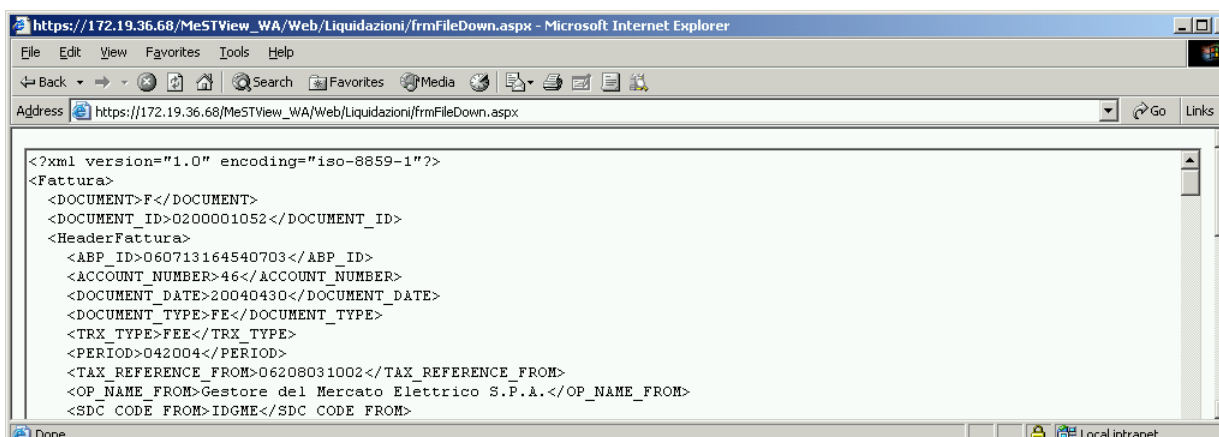 https://172.19.36.68/MeSTView_WA/Web/Liquidazioni/frmFileDown.aspx - Microsoft Internet Explorer
File Edit View Favorites Tools Help
Back Search Favorites Media
Address https://172.19.36.68/MeSTView_WA/Web/Liquidazioni/frmFileDown.aspx Go Links
<?xml version="1.0" encoding="iso-8859-1"?>
<Fattura>
<DOCUMENT>F</DOCUMENT>
<DOCUMENT_ID>0200001052</DOCUMENT_ID>
<HeaderFattura>
<ABP_ID>060713164540703</ABP_ID>
<ACCOUNT_NUMBER>46</ACCOUNT_NUMBER>
<DOCUMENT_DATE>20040430</DOCUMENT_DATE>
<DOCUMENT_TYPE>FE</DOCUMENT_TYPE>
<TRX_TYPE>FEE</TRX_TYPE>
<PERIOD>042004</PERIOD>
<TAX_REFERENCE_FROM>06208031002</TAX_REFERENCE_FROM>
<OP_NAME_FROM>Gestore del Mercato Elettrico S.P.A.</OP_NAME_FROM>
<SDC_CODE_FROM>IDGME</SDC_CODE_FROM>
Done Local intranet